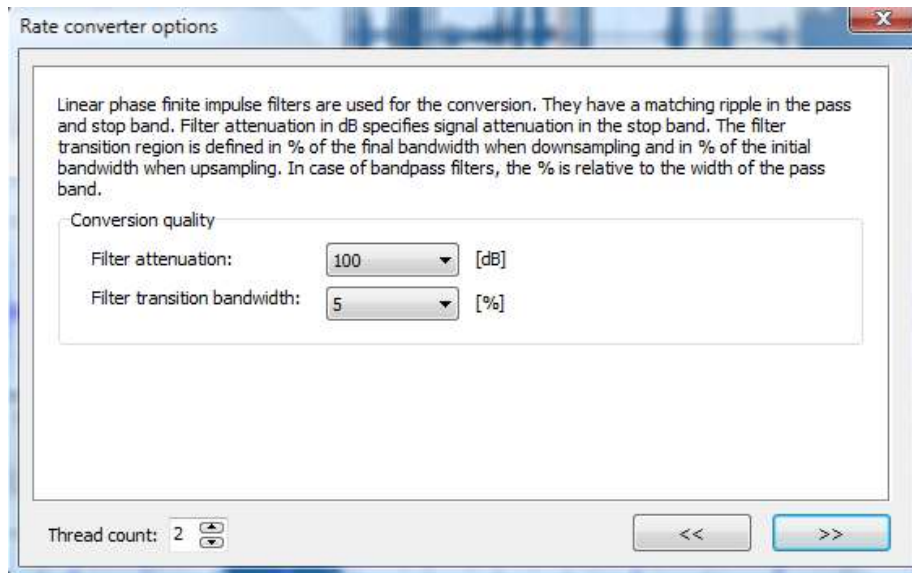 Rate converter options
Linear phase finite impulse filters are used for the conversion. They have a matching ripple in the pass
and stop band. Filter attenuation in dB specifies signal attenuation in the stop band. The filter
transition region is defined in % of the final bandwidth when downsampling and in % of the initial
bandwidth when upsampling. In case of bandpass filters, the % is relative to the width of the pass
band.
Conversion quality
Filter attenuation: 100 [dB]
Filter transition bandwidth: 5 [%]
Thread count: 2 << >>